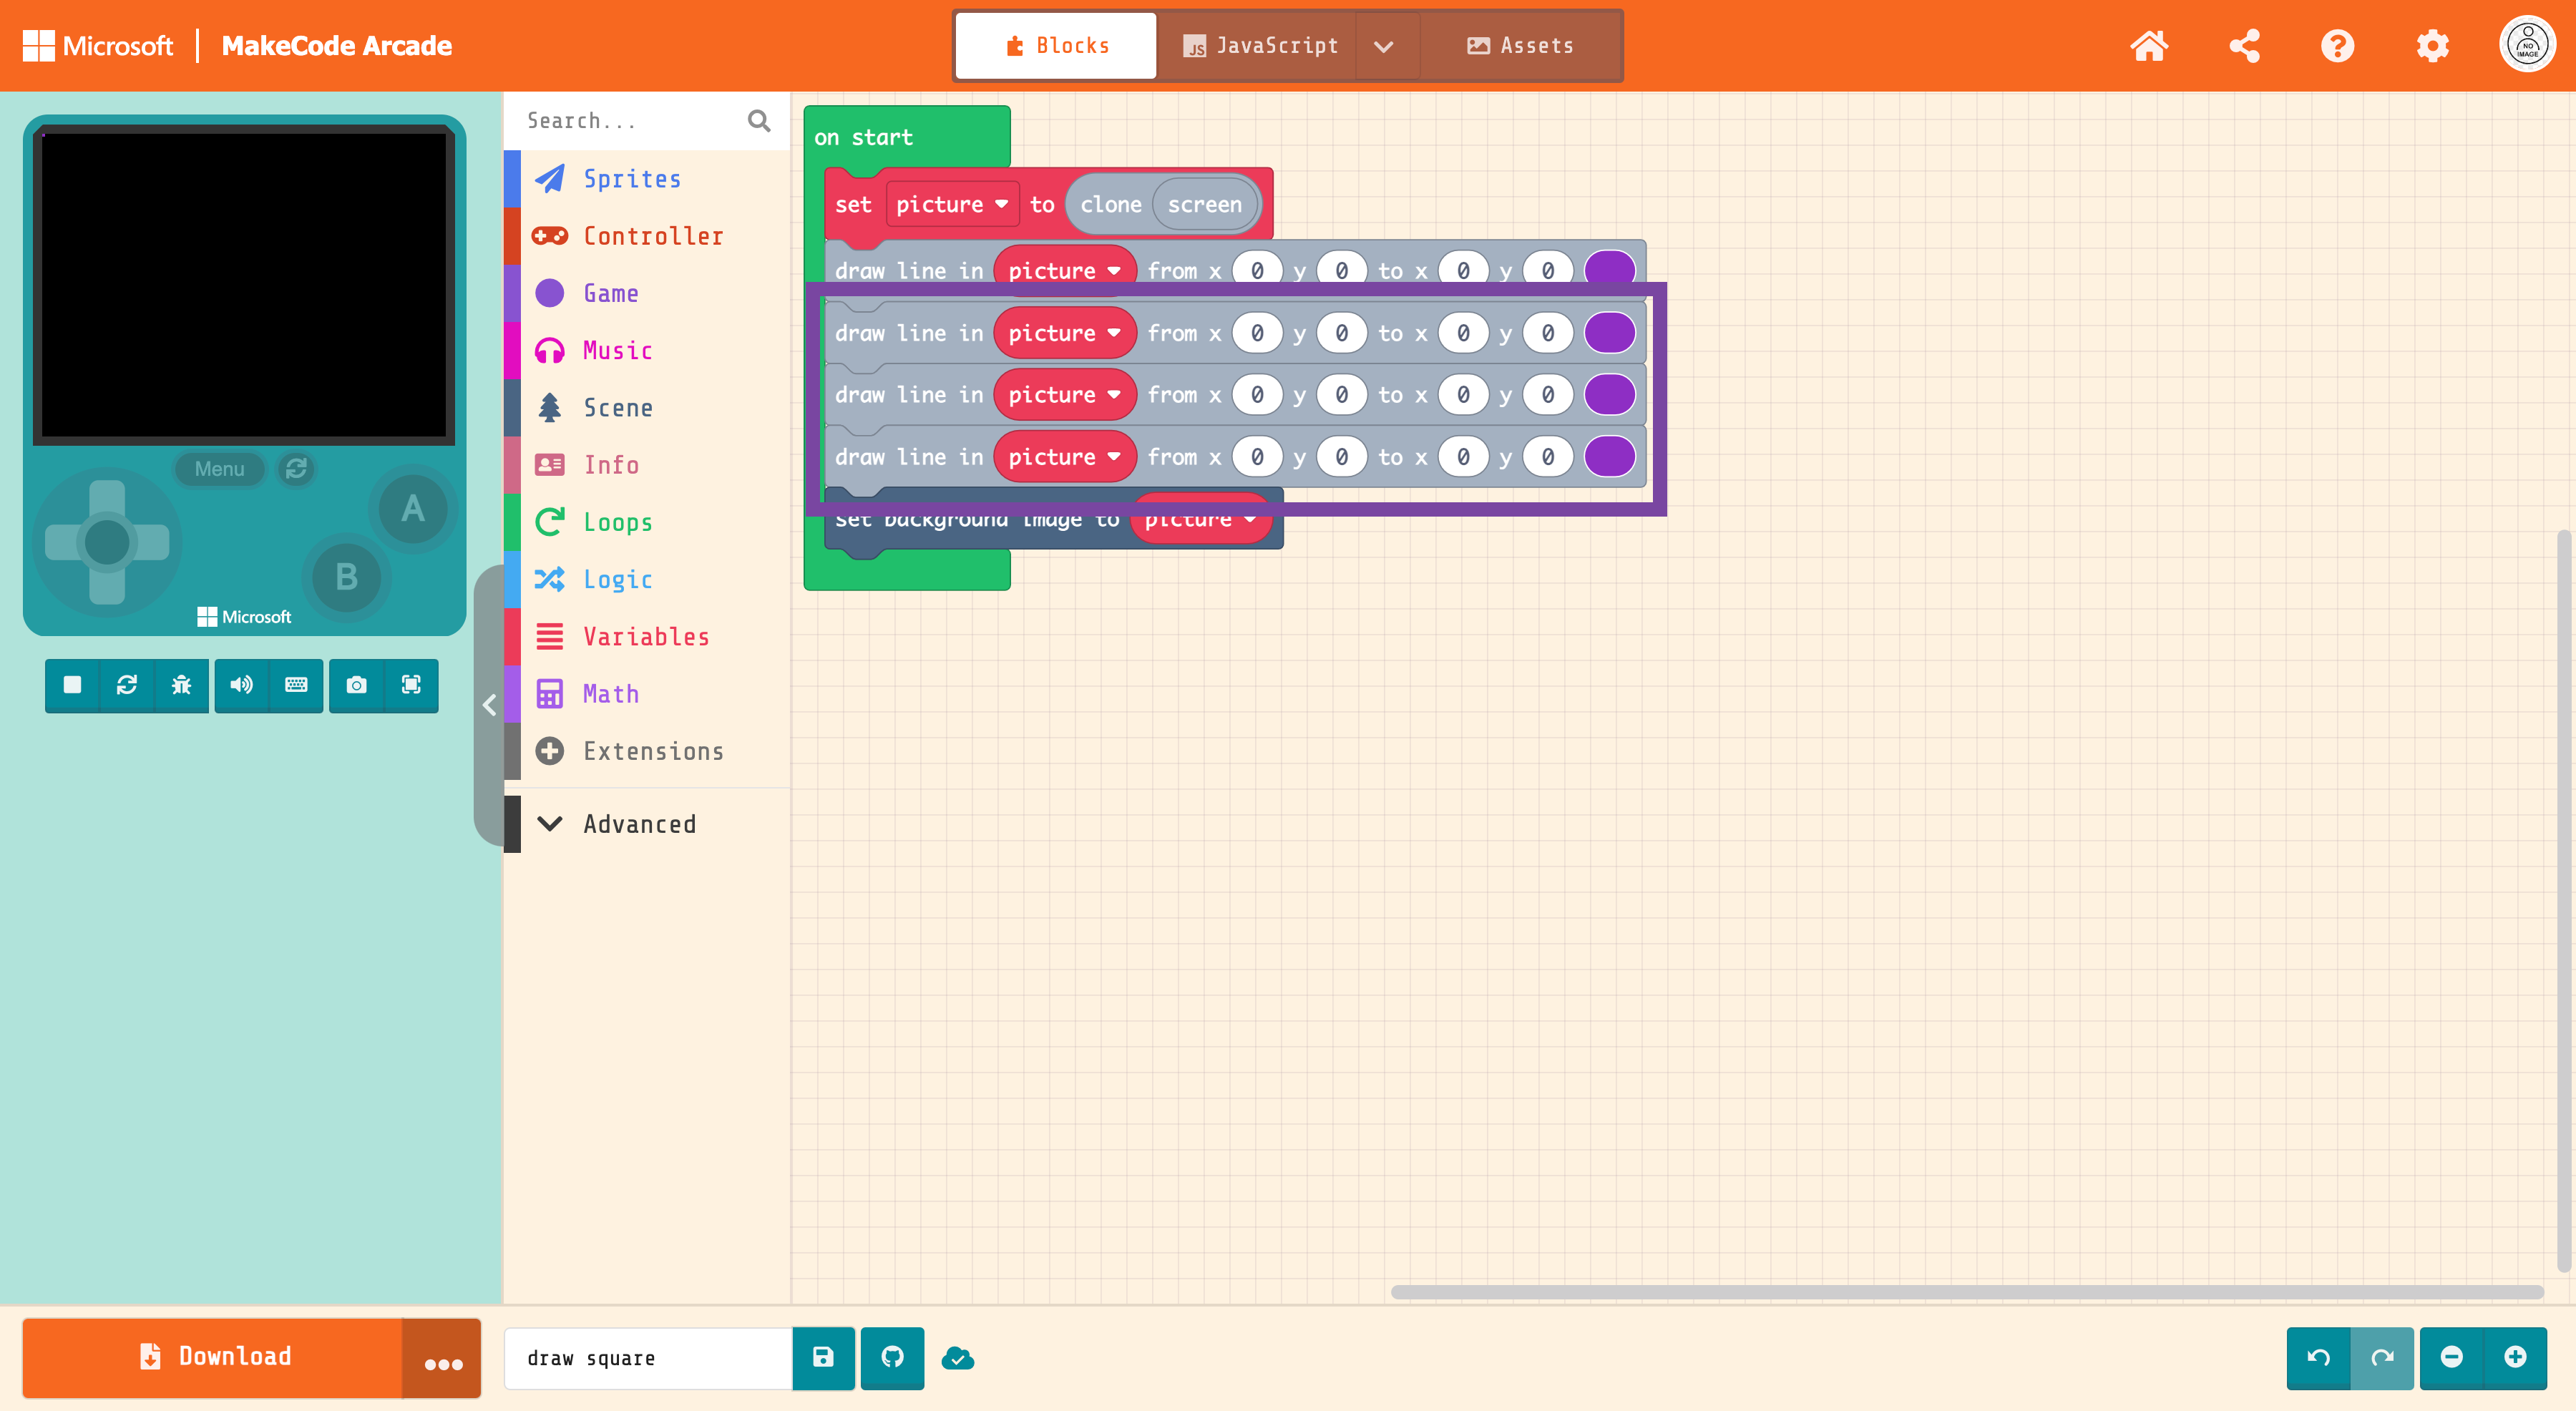 Microsoft | MakeCode Arcade
Blocks
JS JavaScript
Assets
NO IMAGE
Menu
A
B
Microsoft
Search...
Sprites
Controller
Game
Music
Scene
Info
Loops
Logic
Variables
Math
Extensions
Advanced
on start
set picture to clone screen
draw line in picture from x 0 y 0 to x 0 y 0
draw line in picture from x 0 y 0 to x 0 y 0
draw line in picture from x 0 y 0 to x 0 y 0
draw line in picture from x 0 y 0 to x 0 y 0
set background image to picture
Download
draw square